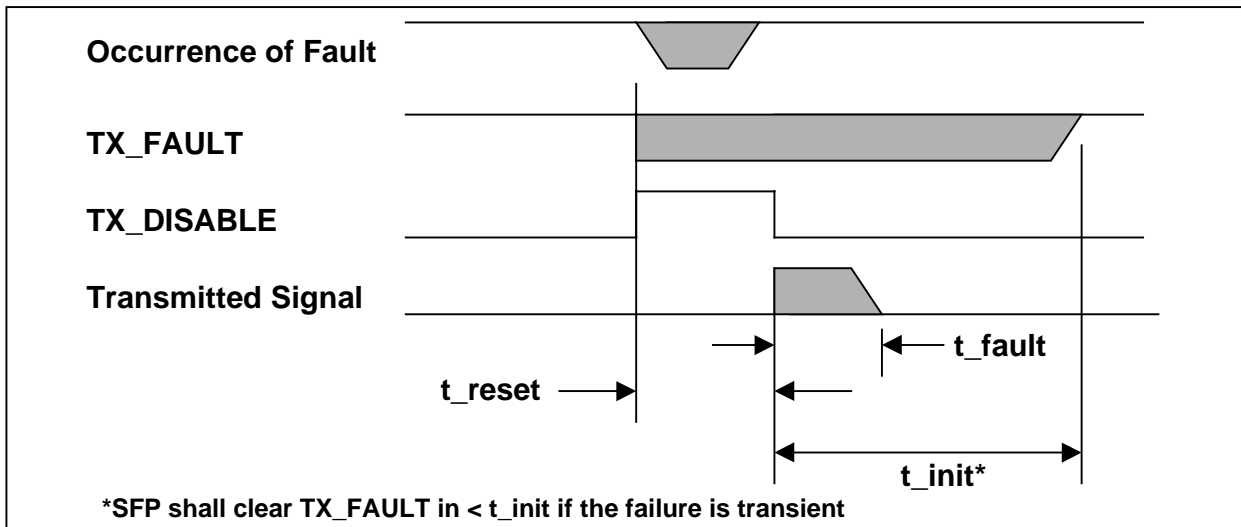 Occurrence of Fault
TX_FAULT
TX_DISABLE
Transmitted Signal
t_fault
t_reset
t_init*
*SFP shall clear TX_FAULT in < t_init if the failure is transient